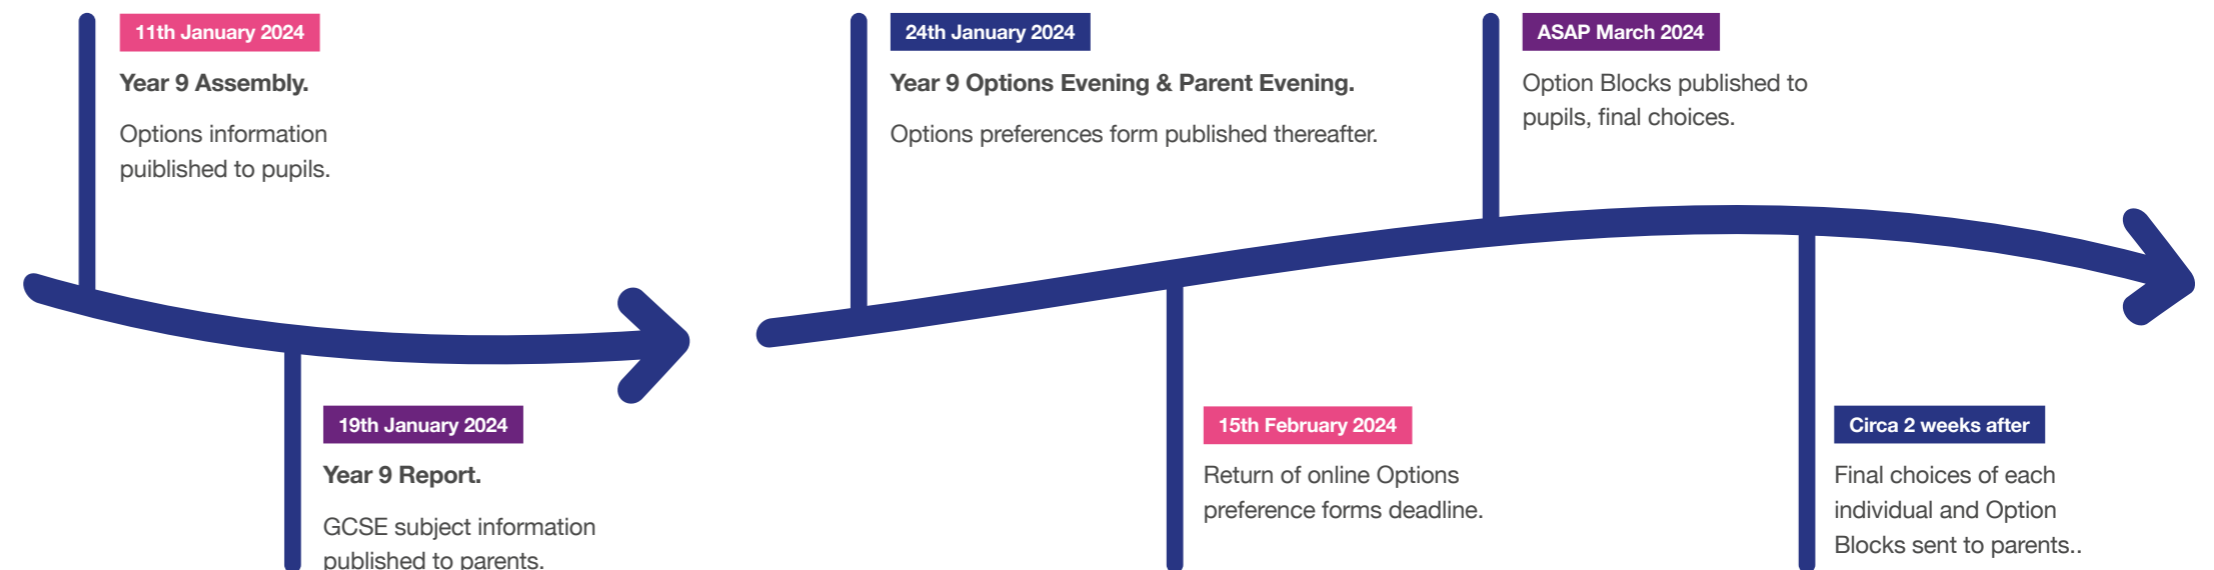 11th January 2024
Year 9 Assembly.
Options information
puiblished to pupils.
19th January 2024
Year 9 Report.
GCSE subject information
published to parents.
24th January 2024
Year 9 Options Evening & Parent Evening.
Options preferences form published thereafter.
15th February 2024
Return of online Options
preference forms deadline.
ASAP March 2024
Option Blocks published to
pupils, final choices.
Circa 2 weeks after
Final choices of each
individual and Option
Blocks sent to parents..